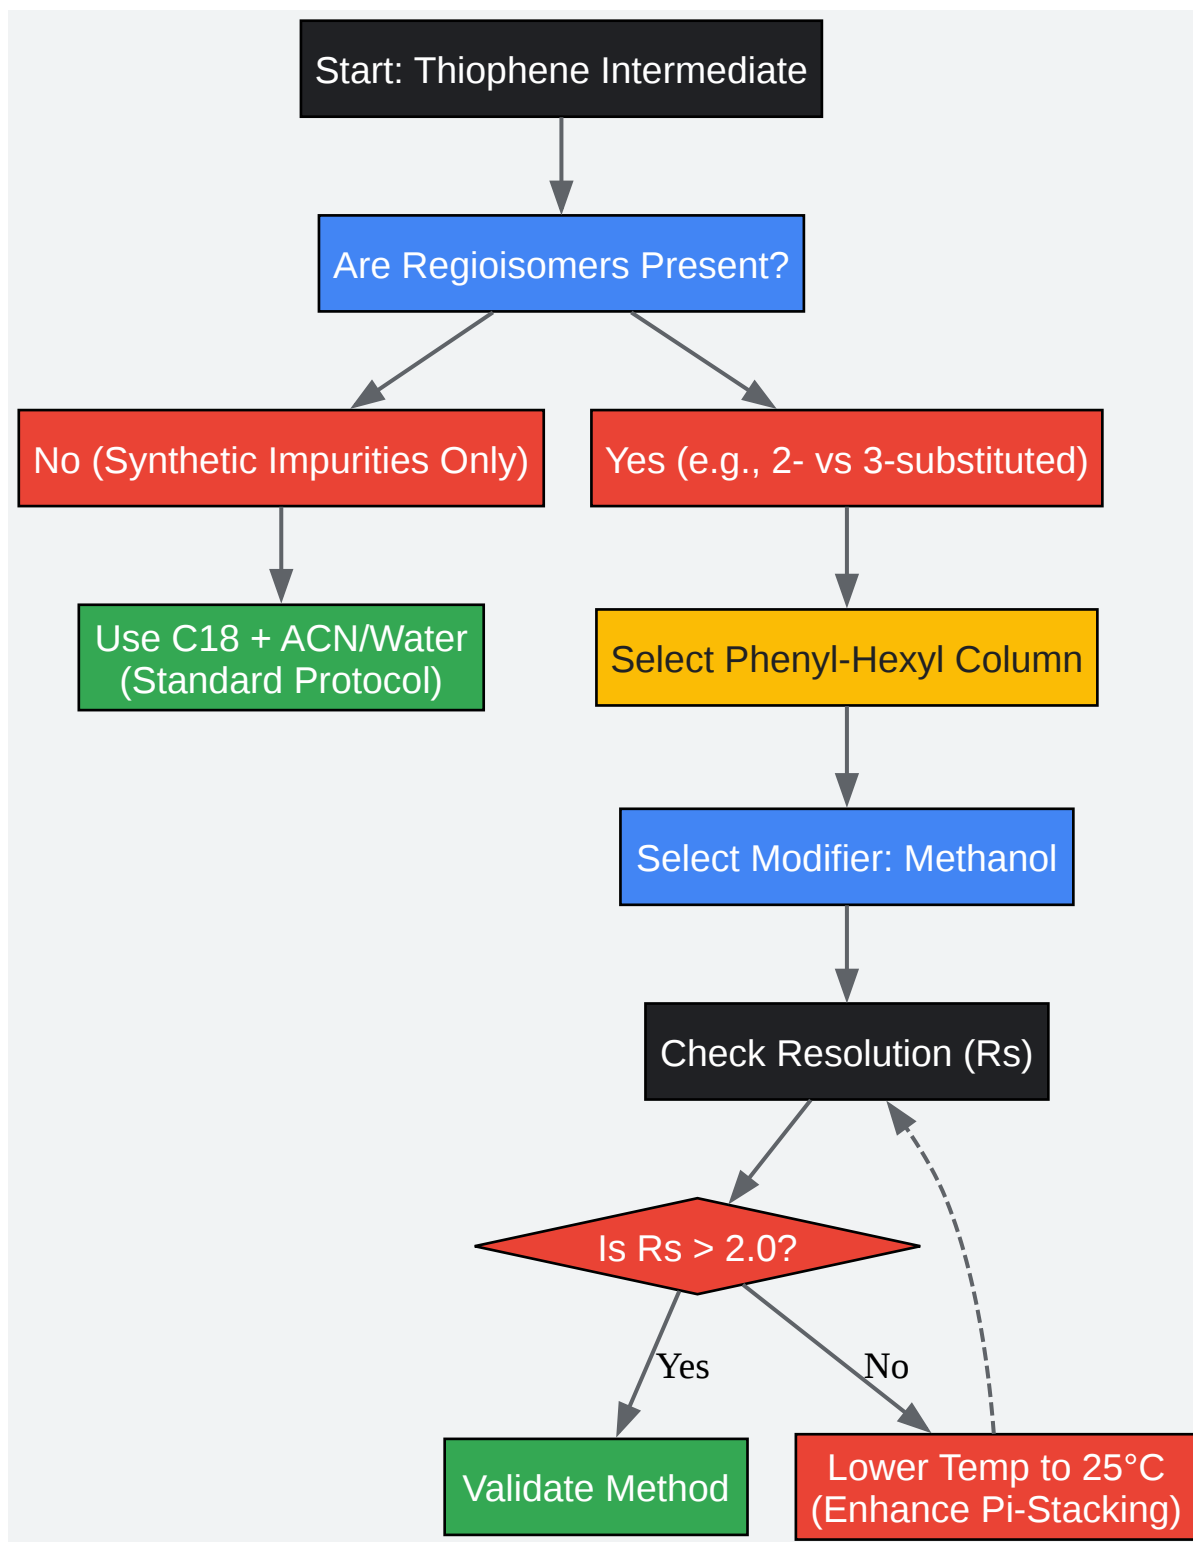 Start: Thiophene Intermediate
Are Regioisomers Present?
No (Synthetic Impurities Only)
Yes (e.g., 2- vs 3-substituted)
Use C18 + ACN/Water
(Standard Protocol)
Select Phenyl-Hexyl Column
Select Modifier: Methanol
Check Resolution (Rs)
Is Rs > 2.0?
Yes
No
Validate Method
Lower Temp to 25°C
(Enhance Pi-Stacking)